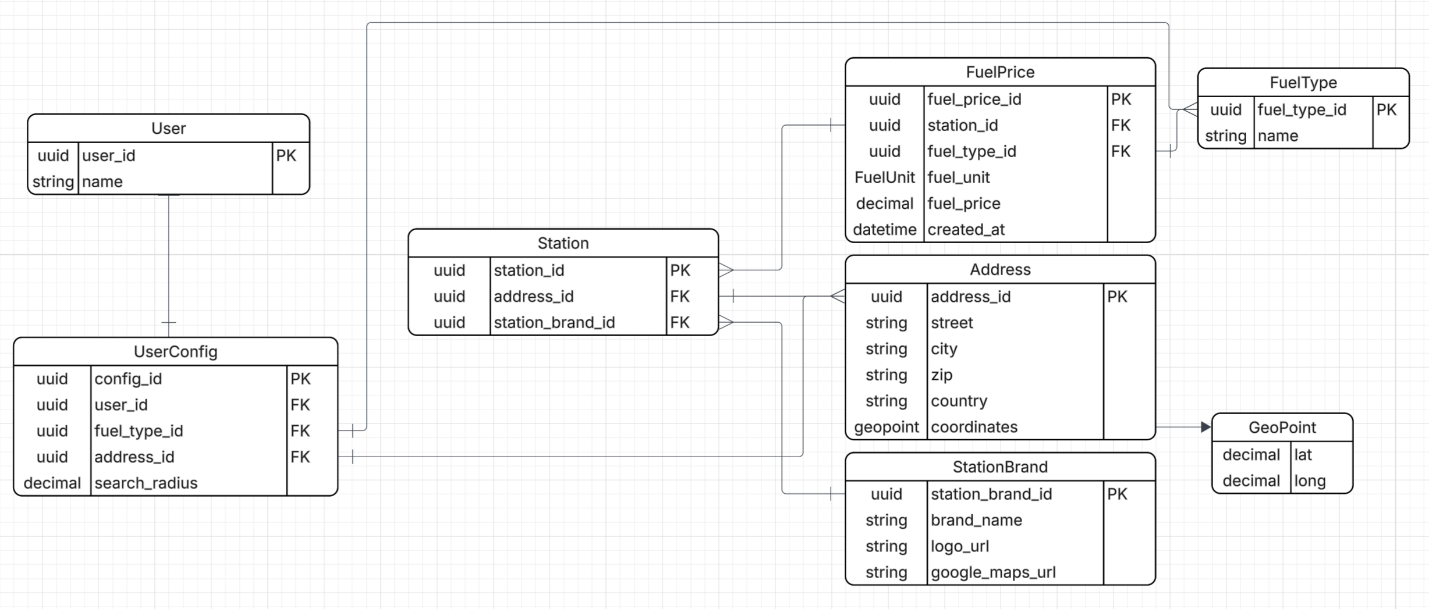 User
uuid user_id PK
string name
UserConfig
uuid config_id PK
uuid user_id FK
uuid fuel_type_id FK
uuid address_id FK
decimal search_radius
Station
uuid station_id PK
uuid address_id FK
uuid station_brand_id FK
FuelPrice
uuid fuel_price_id PK
uuid station_id FK
uuid fuel_type_id FK
FuelUnit fuel_unit
decimal fuel_price
datetime created_at
Address
uuid address_id PK
string street
string city
string zip
string country
geopoint coordinates
StationBrand
uuid station_brand_id PK
string brand_name
string logo_url
string google_maps_url
FuelType
uuid fuel_type_id PK
string name
GeoPoint
decimal lat
decimal long